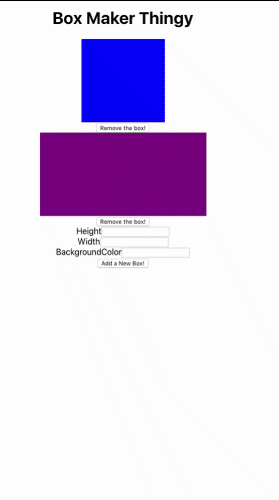 Box Maker Thingy
Remove the box!
Remove the box!
Height
Width
BackgroundColor
Add a New Box!